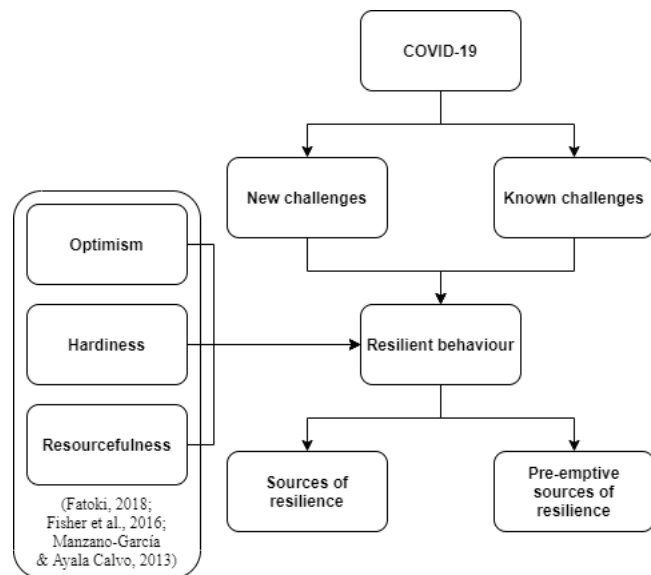 COVID-19
New challenges
Known challenges
Optimism
Hardiness
Resilient behaviour
Resourcefulness
Sources of
resilience
Pre-emptive
sources of
resilience
(Fatoki, 2018;
Fisher et al., 2016;
Manzano-García
& Ayala Calvo, 2013)